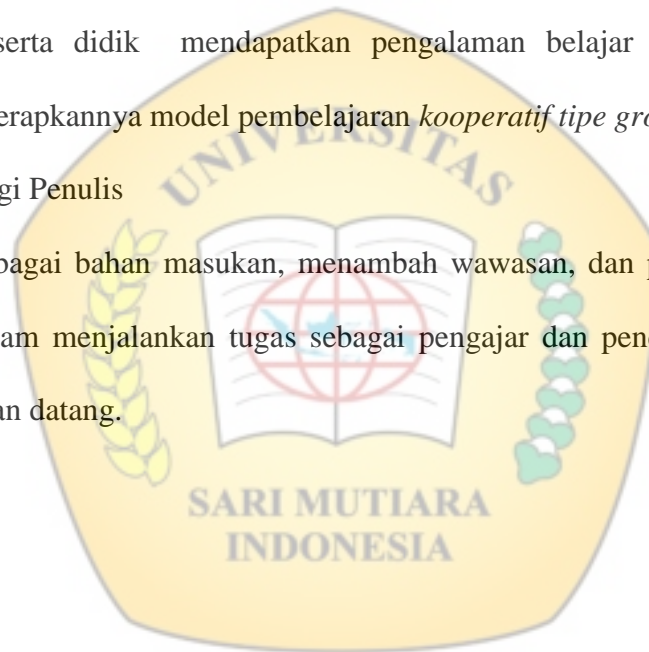 serta didik mendapatkan pengalaman belajar
erapkannya model pembelajaran kooperatif tipe gro
gi Penulis
bagai bahan masukan, menambah wawasan, dan p
am menjalankan tugas sebagai pengajar dan pen
an datang.
UNIVERSITAS
SARI MUTIARA
INDONESIA